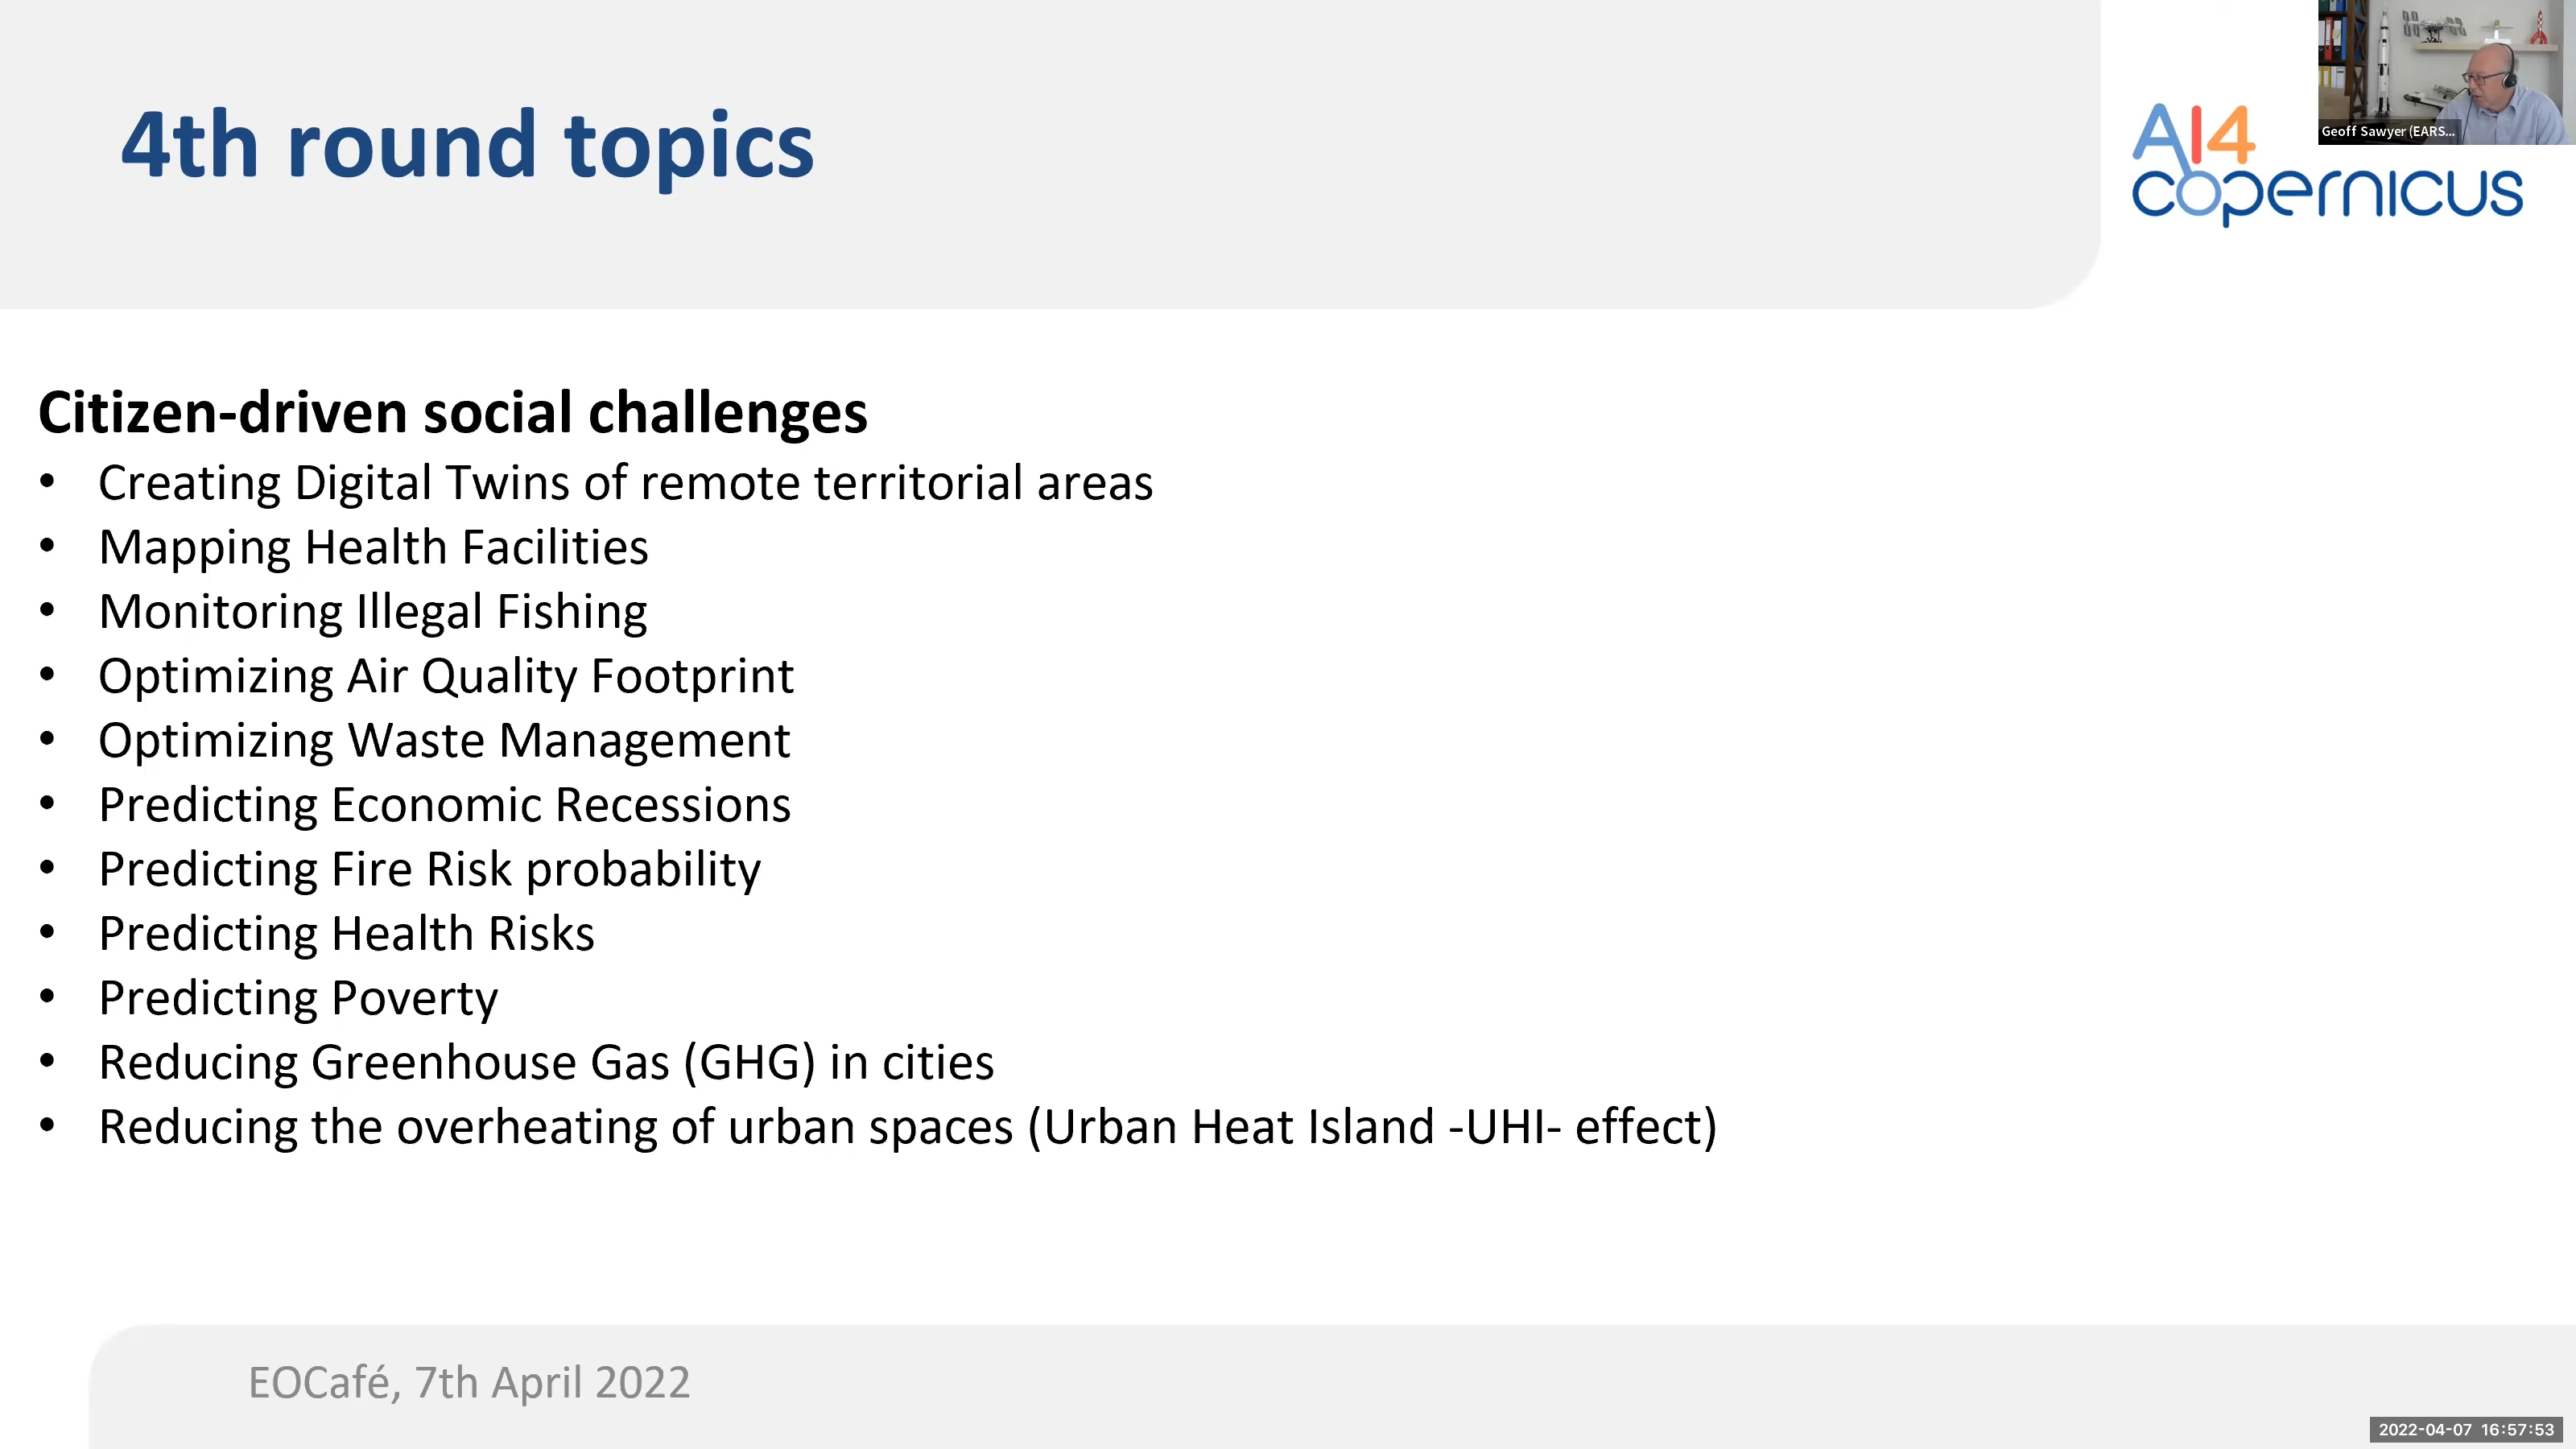 4th round topics
AI4
copernicus
Geoff Sawyer (EARS...
Citizen-driven social challenges
• Creating Digital Twins of remote territorial areas
• Mapping Health Facilities
• Monitoring Illegal Fishing
• Optimizing Air Quality Footprint
• Optimizing Waste Management
• Predicting Economic Recessions
• Predicting Fire Risk probability
• Predicting Health Risks
• Predicting Poverty
• Reducing Greenhouse Gas (GHG) in cities
• Reducing the overheating of urban spaces (Urban Heat Island -UHI- effect)
EOCafé, 7th April 2022
2022-04-07 16:57:53